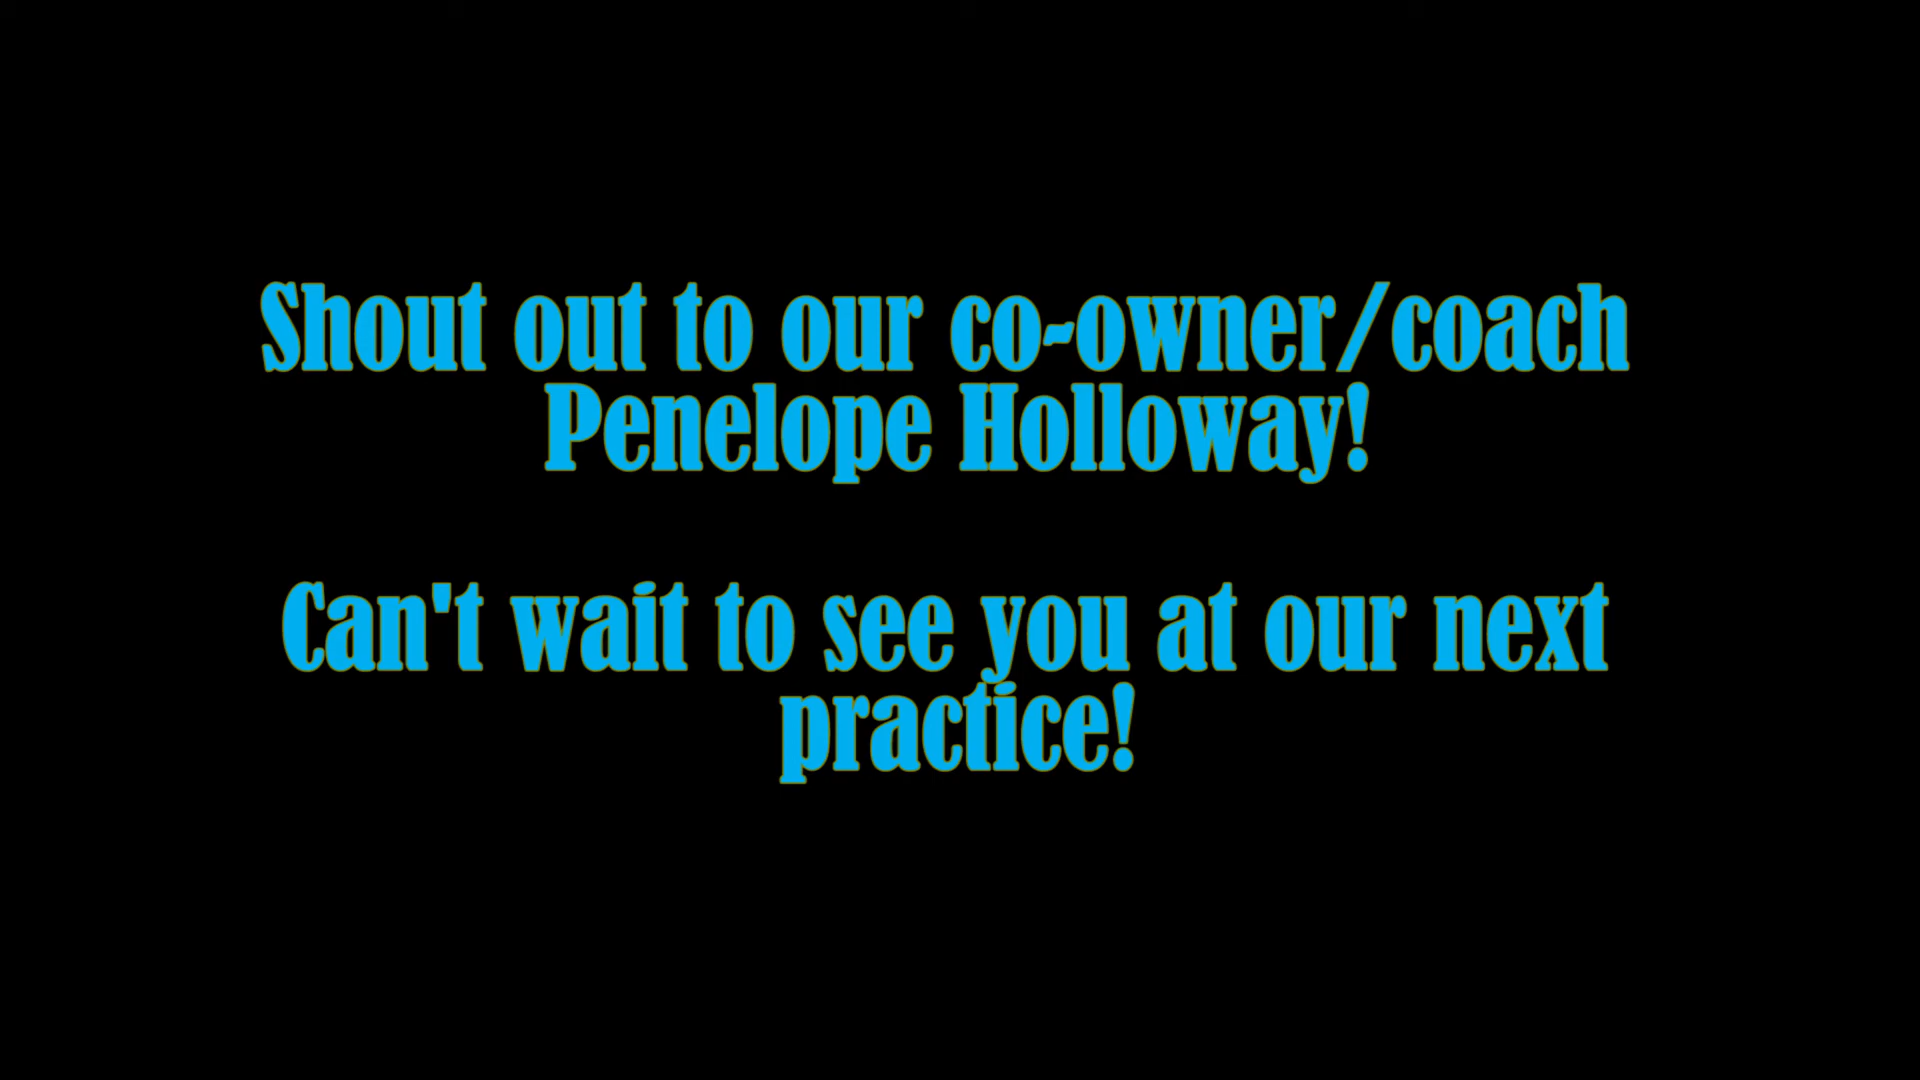 Shout out to our co-owner/coach
Penelope Holloway!
Can't wait to see you at our next
practice!